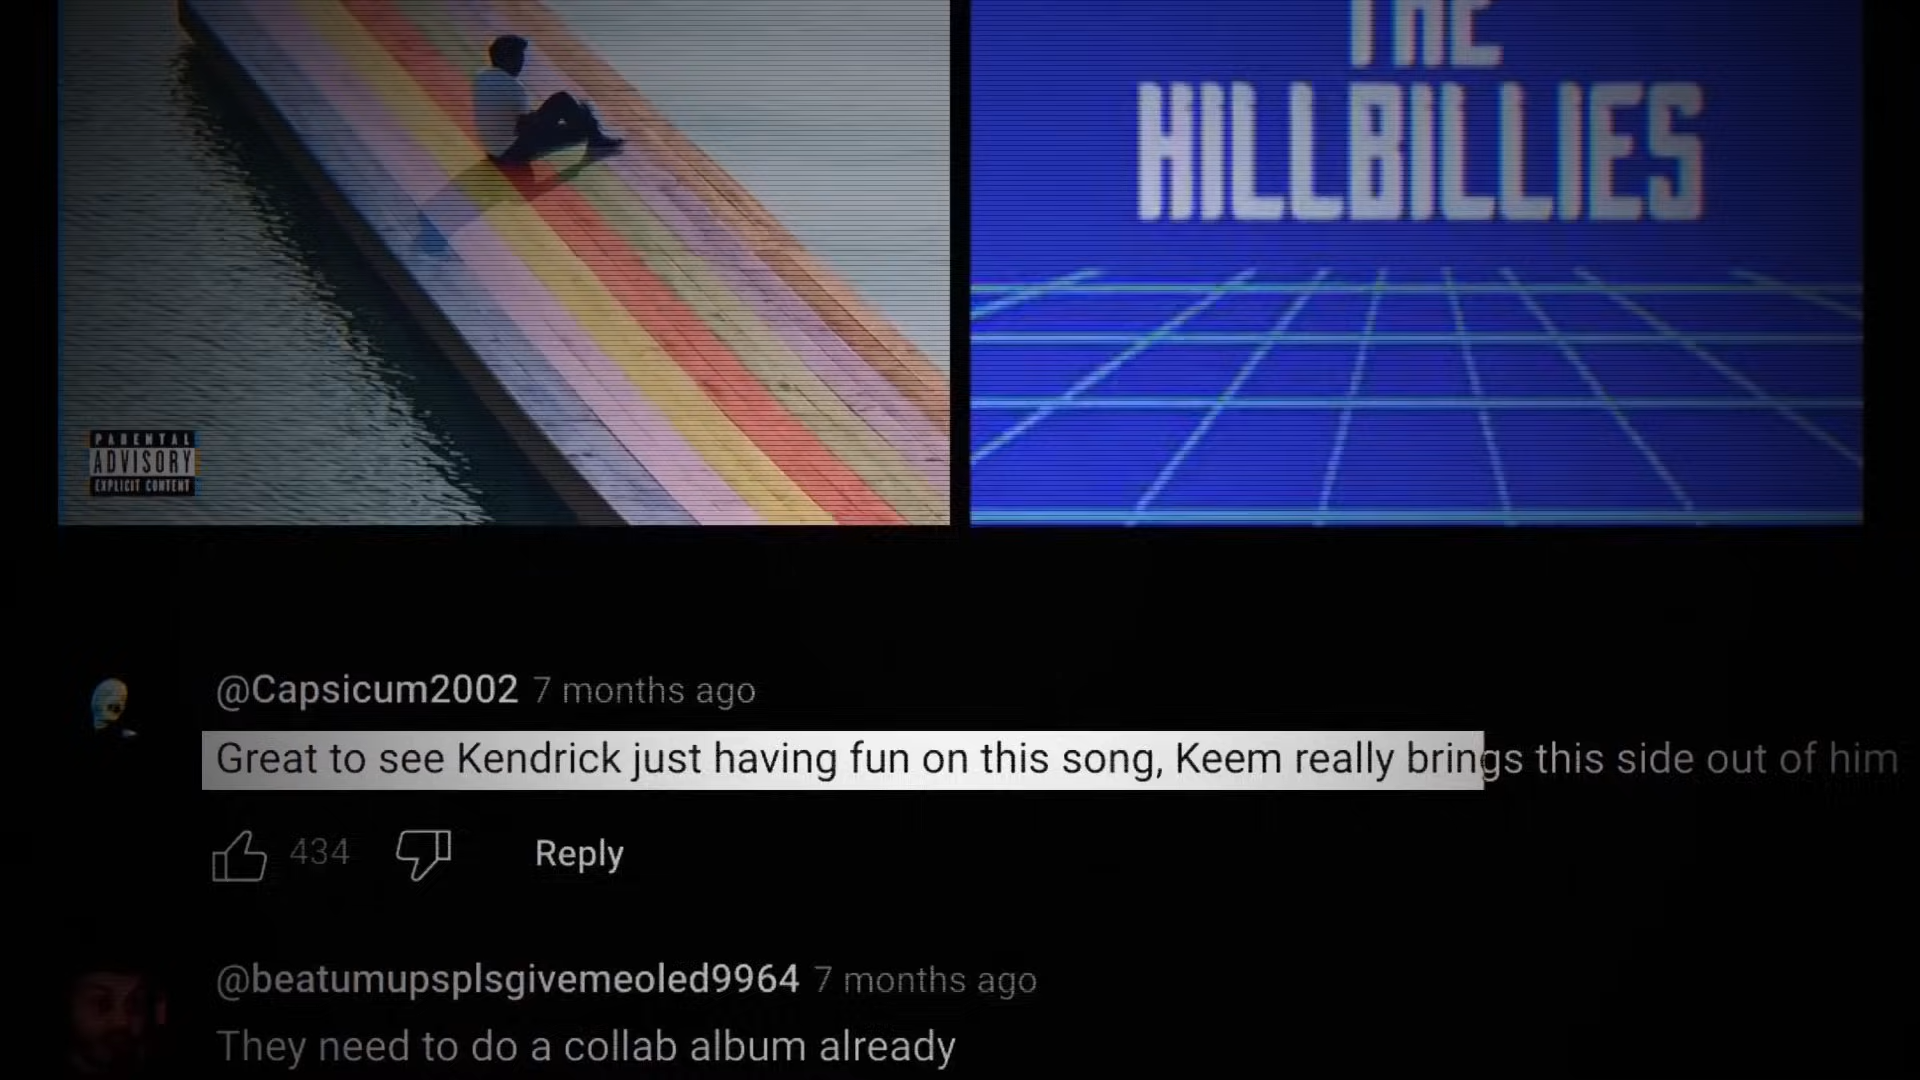 THE
HILLBILLIES
PARENTAL
ADVISORY
EXPLICIT CONTENT
@Capsicum2002 7 months ago
Great to see Kendrick just having fun on this song, Keem really brings this side out of him
434
Reply
@beatumupsplsgivemeoled9964 7 months ago
They need to do a collab album already